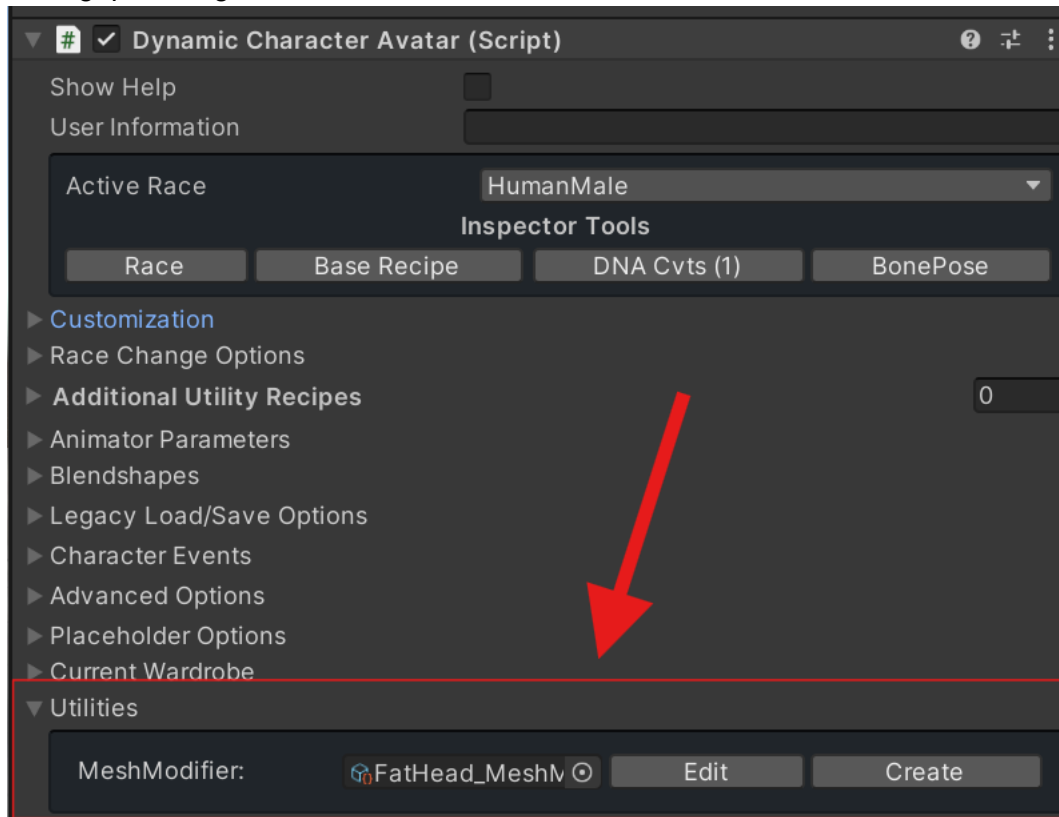 Dynamic Character Avatar (Script)
Show Help
User Information
Active Race HumanMale
Inspector Tools
Race Base Recipe DNA Cvts (1) BonePose
Customization
Race Change Options
Additional Utility Recipes 0
Animator Parameters
Blendshapes
Legacy Load/Save Options
Character Events
Advanced Options
Placeholder Options
Current Wardrobe
Utilities
MeshModifier: FatHead_MeshM Edit Create